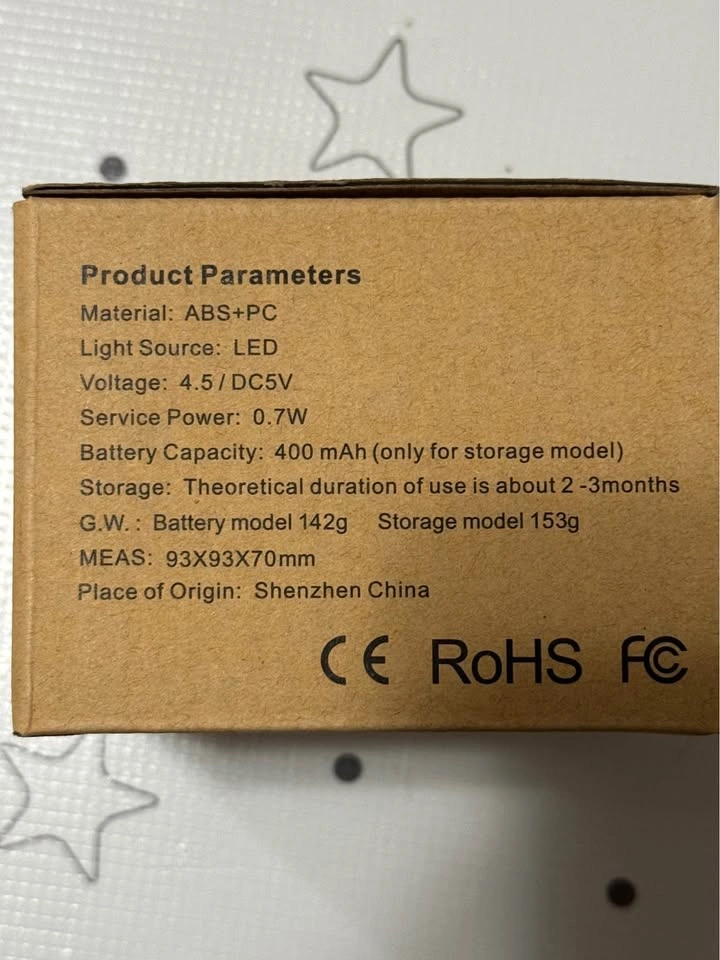 Product Parameters
Material: ABS+PC
Light Source: LED
Voltage: 4.5 / DC5V
Service Power: 0.7W
Battery Capacity: 400 mAh (only for storage model)
Storage: Theoretical duration of use is about 2 -3months
G.W. : Battery model 142g Storage model 153g
MEAS: 93X93X70mm
Place of Origin: Shenzhen China
CE RoHS FC